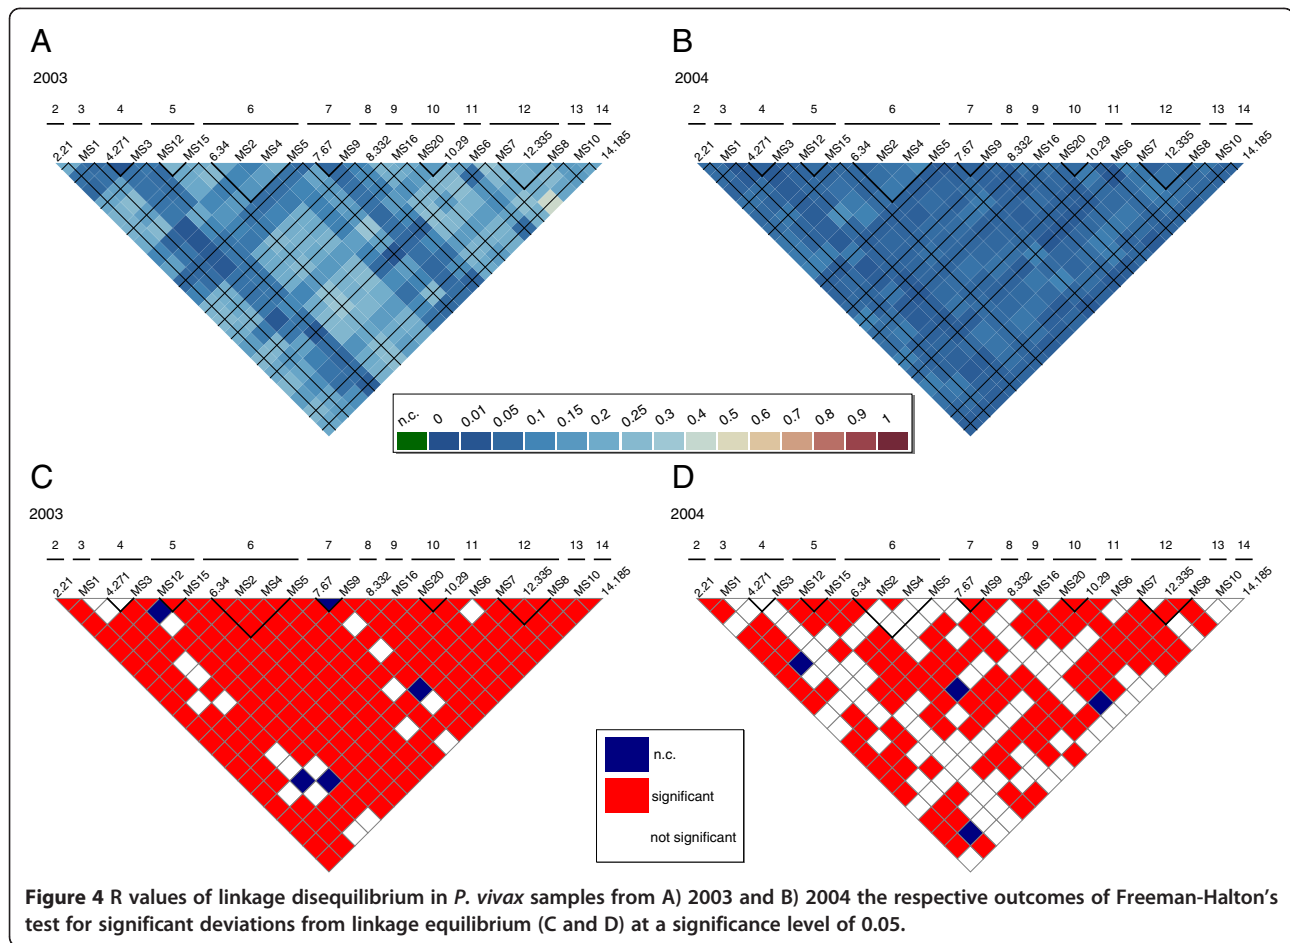 A
2003
2 3 4 5 6 7 8 9 10 11 12 13 14
2.21 MS1 4.271 MS3 MS12 MS15 6.34 MS2 MS4 MS5 7.67 MS9 8.332 MS16 MS20 10.29 MS6 MS7 12.335 MS8 MS10 14.185
B
2004
2 3 4 5 6 7 8 9 10 11 12 13 14
2.21 MS1 4.271 MS3 MS12 MS15 6.34 MS2 MS4 MS5 7.67 MS9 8.332 MS16 MS20 10.29 MS6 MS7 12.335 MS8 MS10 14.185
n.c. 0 0.01 0.05 0.1 0.15 0.2 0.25 0.3 0.4 0.5 0.6 0.7 0.8 0.9 1
C
2003
2 3 4 5 6 7 8 9 10 11 12 13 14
2.21 MS1 4.271 MS3 MS12 MS15 6.34 MS2 MS4 MS5 7.67 MS9 8.332 MS16 MS20 10.29 MS6 MS7 12.335 MS8 MS10 14.185
D
2004
2 3 4 5 6 7 8 9 10 11 12 13 14
2.21 MS1 4.271 MS3 MS12 MS15 6.34 MS2 MS4 MS5 7.67 MS9 8.332 MS16 MS20 10.29 MS6 MS7 12.335 MS8 MS10 14.185
n.c.
significant
not significant
Figure 4 R values of linkage disequilibrium in P. vivax samples from A) 2003 and B) 2004 the respective outcomes of Freeman-Halton's
test for significant deviations from linkage equilibrium (C and D) at a significance level of 0.05.